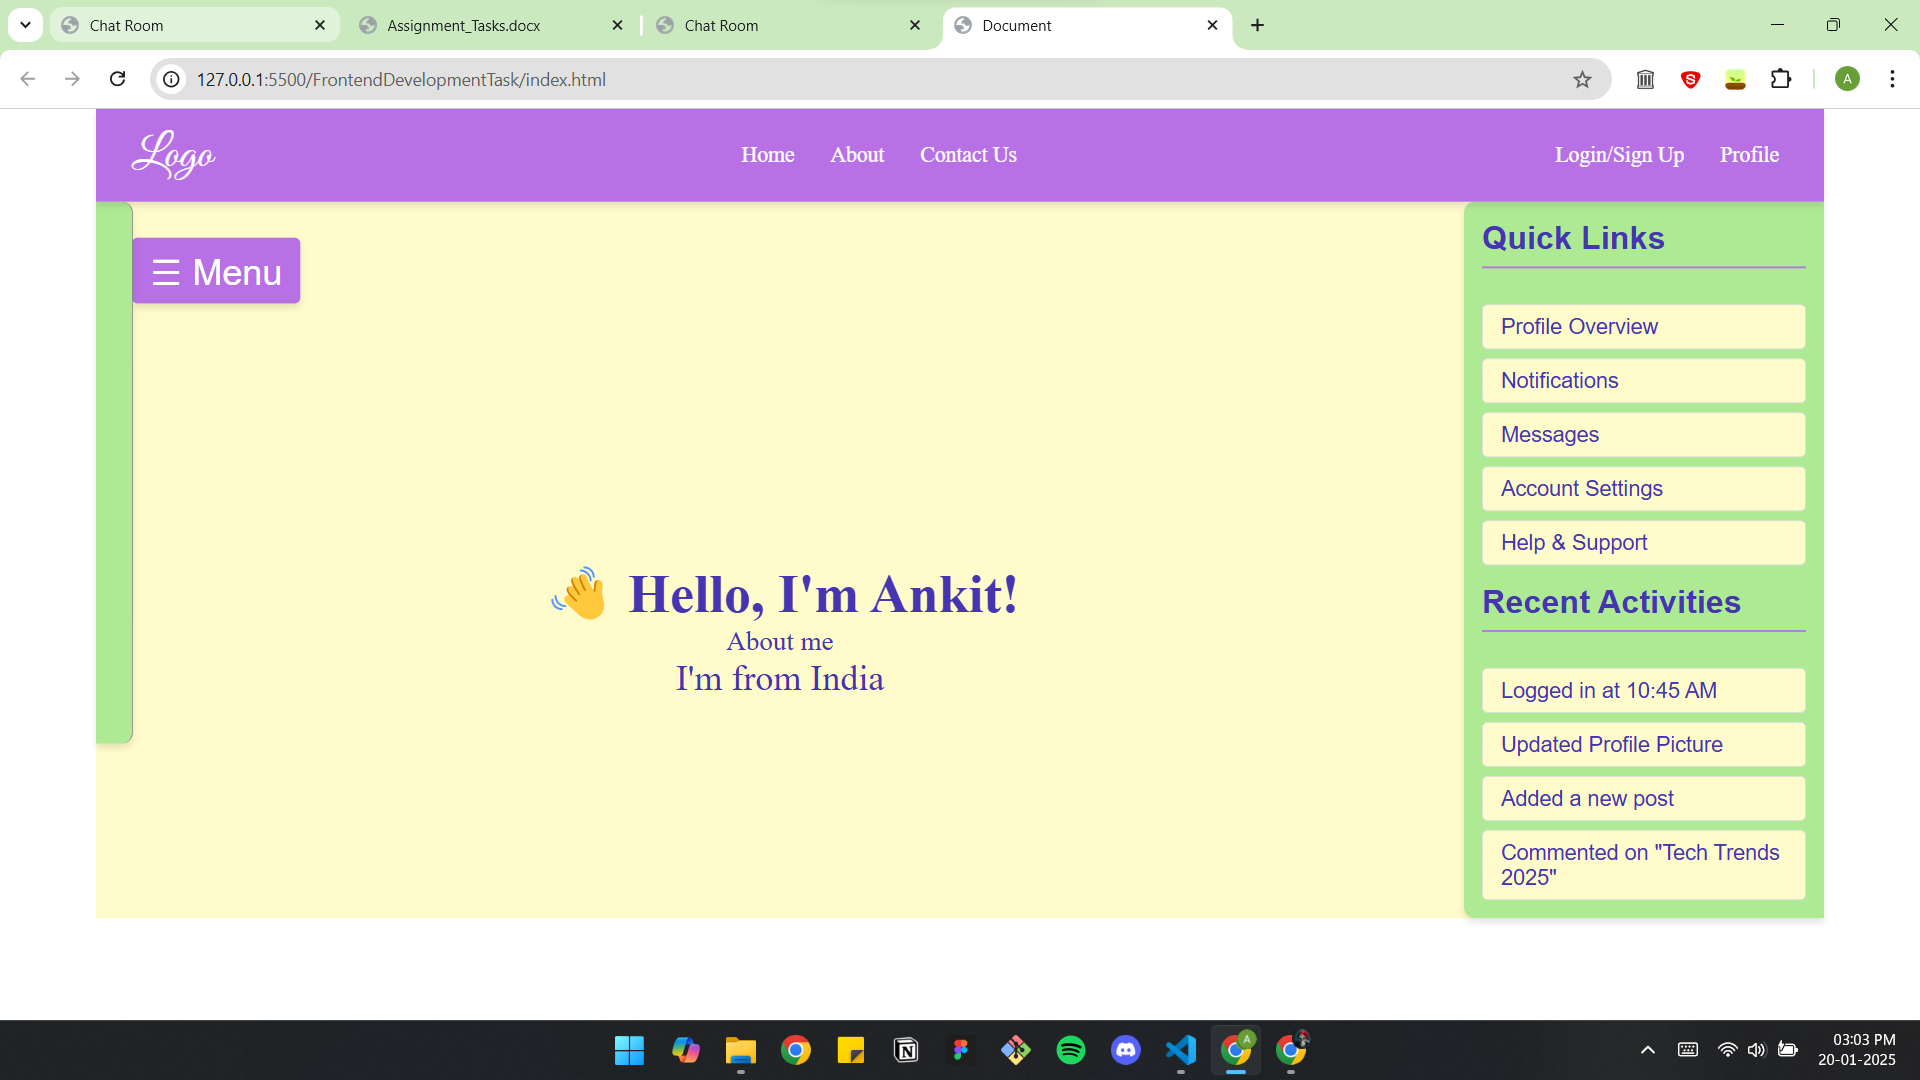 Chat Room
Assignment_Tasks.docx
Chat Room
Document
127.0.0.1:5500/FrontendDevelopmentTask/index.html
A
Logo
Home
About
Contact Us
Login/Sign Up
Profile
☰ Menu
👋 Hello, I'm Ankit!
About me
I'm from India
Quick Links
Profile Overview
Notifications
Messages
Account Settings
Help & Support
Recent Activities
Logged in at 10:45 AM
Updated Profile Picture
Added a new post
Commented on "Tech Trends
2025"
A
03:03 PM
20-01-2025